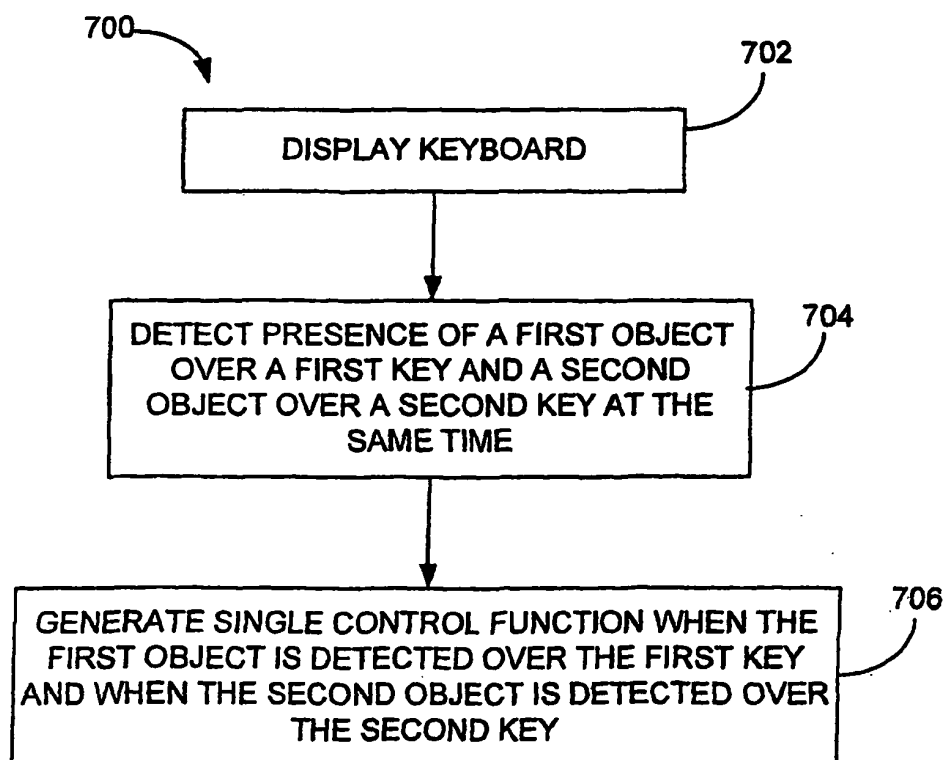 700
702
DISPLAY KEYBOARD
704
DETECT PRESENCE OF A FIRST OBJECT
OVER A FIRST KEY AND A SECOND
OBJECT OVER A SECOND KEY AT THE
SAME TIME
706
GENERATE SINGLE CONTROL FUNCTION WHEN THE
FIRST OBJECT IS DETECTED OVER THE FIRST KEY
AND WHEN THE SECOND OBJECT IS DETECTED OVER
THE SECOND KEY